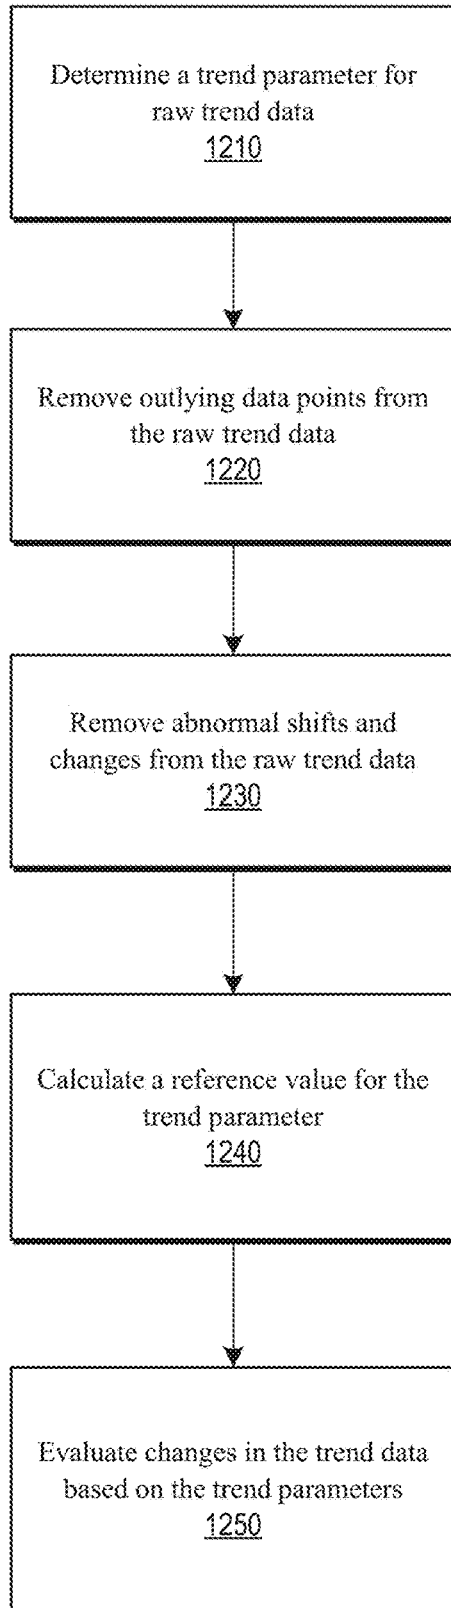 Determine a trend parameter for
raw trend data
1210
Remove outlying data points from
the raw trend data
1220
Remove abnormal shifts and
changes from the raw trend data
1230
Calculate a reference value for the
trend parameter
1240
Evaluate changes in the trend data
based on the trend parameters
1250